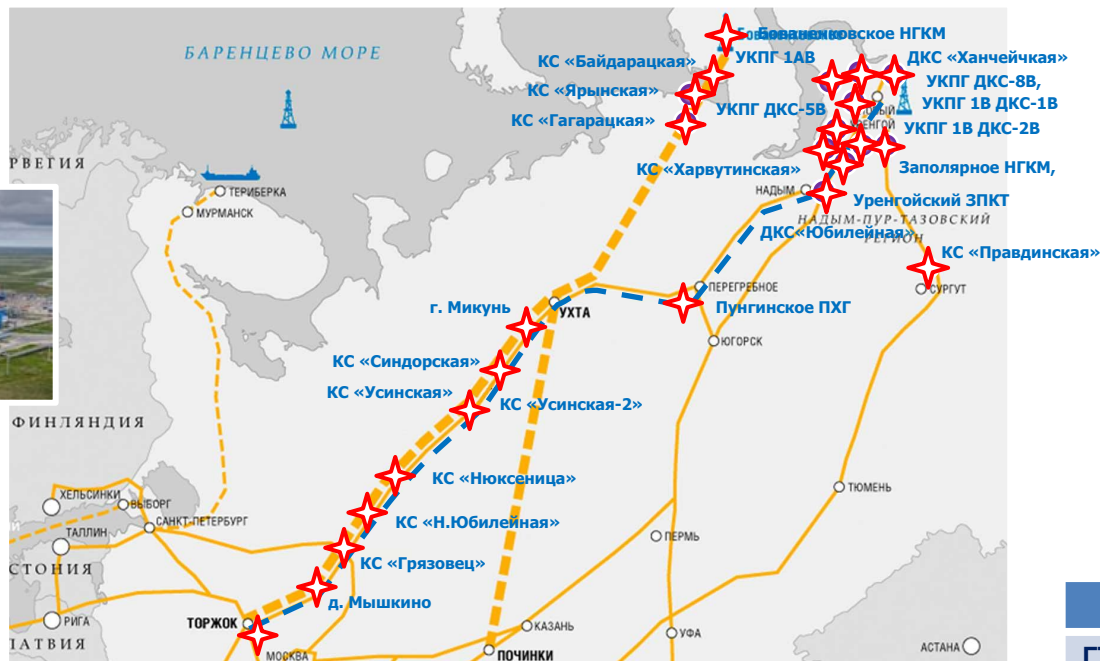 БАРЕНЦЕВО МОРЕ
Бованенковское НГКМ
КС «Байдарацкая»
УКПГ 1АВ
ДКС «Ханчейчкая»
КС «Ярынская»
УКПГ ДКС-8В,
УКПГ ДКС-5В
УКПГ 1В ДКС-1В
КС «Гагарацкая»
УРЕНГОЙ
УКПГ 1В ДКС-2В
РВЕГИЯ
КС «Харвутинская»
Заполярное НГКМ,
ТЕРИБЕРКА
НАДЫМ
МУРМАНСК
Уренгойский ЗПКТ
НАДЫМ-ПУР-ТАЗОВСКИЙ
РЕГИОН
ДКС«Юбилейная»
КС «Правдинская»
ПЕРЕГРЕБНОЕ
СУРГУТ
г. Микунь
УХТА
Пунгинское ПХГ
ЮГОРСК
КС «Синдорская»
КС «Усинская»
КС «Усинская-2»
ФИНЛЯНДИЯ
КС «Нюксеница»
ТЮМЕНЬ
ХЕЛЬСИНКИ
ВЫБОРГ
САНКТ-ПЕТЕРБУРГ
КС «Н.Юбилейная»
ТАЛЛИН
ПЕРМЬ
СТОНИЯ
КС «Грязовец»
д. Мышкино
РИГА
ТОРЖОК
КАЗАНЬ
УФА
АТВИЯ
МОСКВА
ПОЧИНКИ
АСТАНА